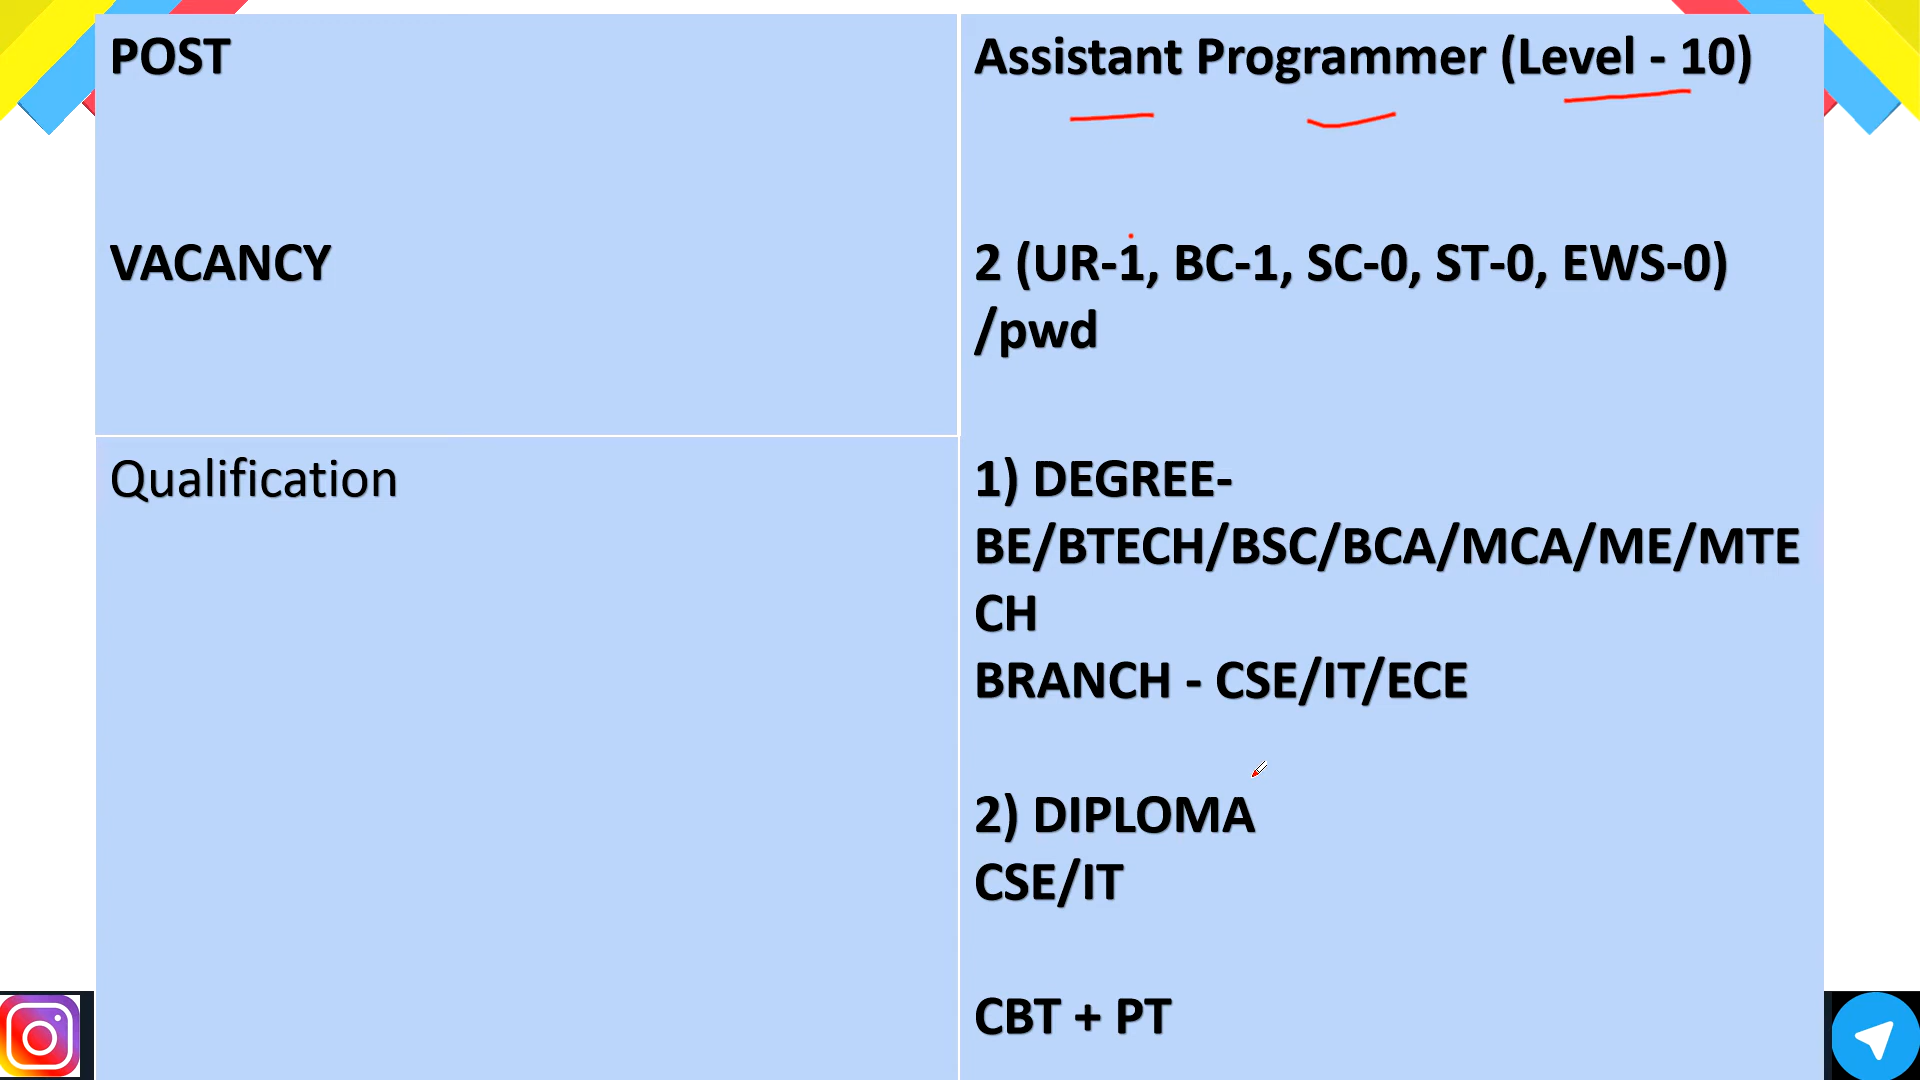 POST
Assistant Programmer (Level - 10)
VACANCY
2 (UR-1, BC-1, SC-0, ST-0, EWS-0)
/pwd
Qualification
1) DEGREE-
BE/BTECH/BSC/BCA/MCA/ME/MTE
CH
BRANCH - CSE/IT/ECE
2) DIPLOMA
CSE/IT
CBT + PT